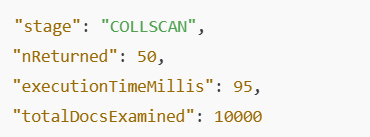 "stage": "COLLSCAN",
"nReturned": 50,
"executionTimeMillis": 95,
"totalDocsExamined": 10000